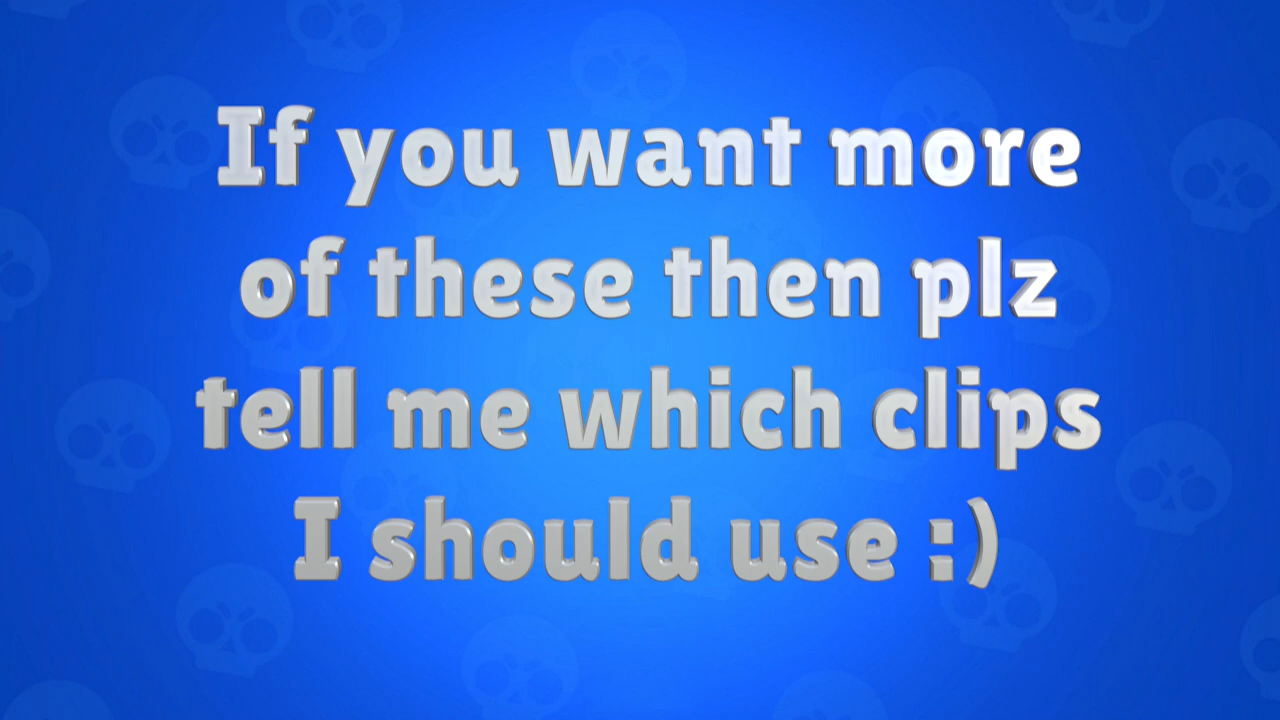 If you want more
of these then plz
tell me which clips
I should use :)